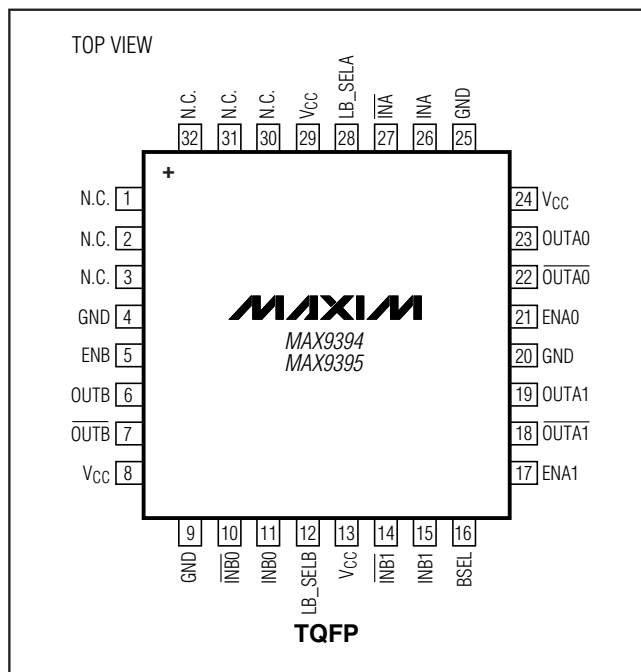 TOP VIEW
N.C.
N.C.
N.C.
VCC
LB_SELA
INA
INA
GND
32
31
30
29
28
27
26
25
+
N.C. 1
N.C. 2
N.C. 3
GND 4
ENB 5
OUTB 6
OUTB 7
VCC 8
MAXIM
MAX9394
MAX9395
24 VCC
23 OUTA0
22 OUTA0
21 ENA0
20 GND
19 OUTA1
18 OUTA1
17 ENA1
9
10
11
12
13
14
15
16
GND
INB0
INB0
LB_SELB
VCC
INB1
INB1
BSEL
TQFP